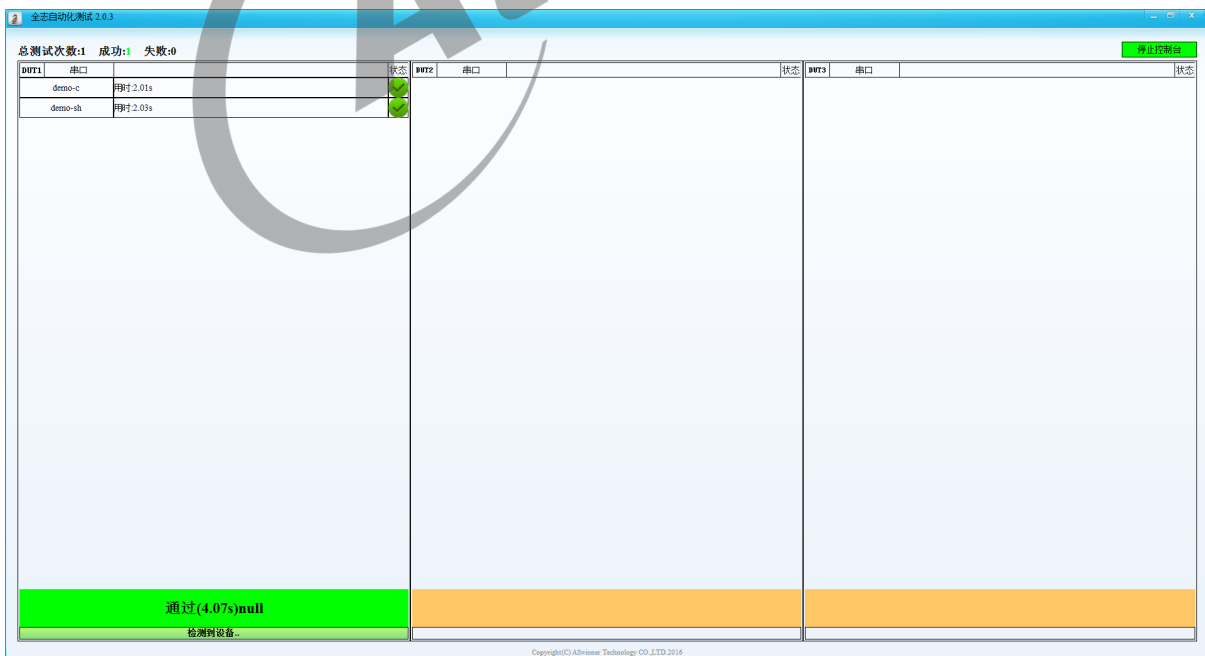 全志自动化测试 2.0.3
总测试次数:1 成功:1 失败:0
停止控制台
DUT1 串口 状态 DUT2 串口 状态 DUT3 串口 状态
demo-c 用时:2.01s
demo-sh 用时:2.03s
通过(4.07s)null
检测到设备..
Copyright(C) Allwinner Technology CO.,LTD.2016